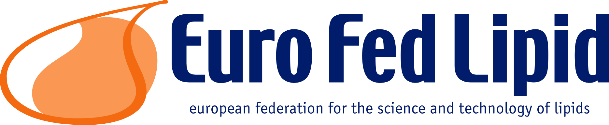 Euro Fed Lipid
european federation for the science and technology of lipids